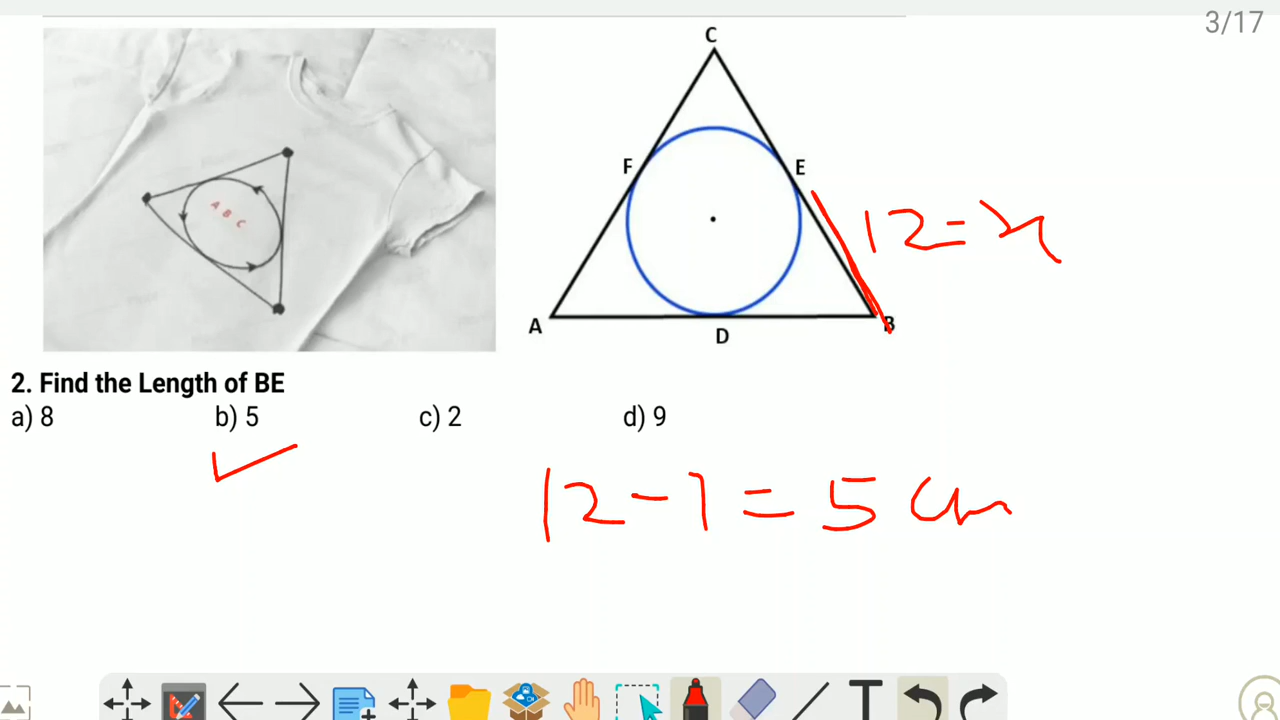 3/17
C
F
E
A B C
12 = x
A
B
D
2. Find the Length of BE
a) 8 b) 5 c) 2 d) 9
12 - 7 = 5 cm
T